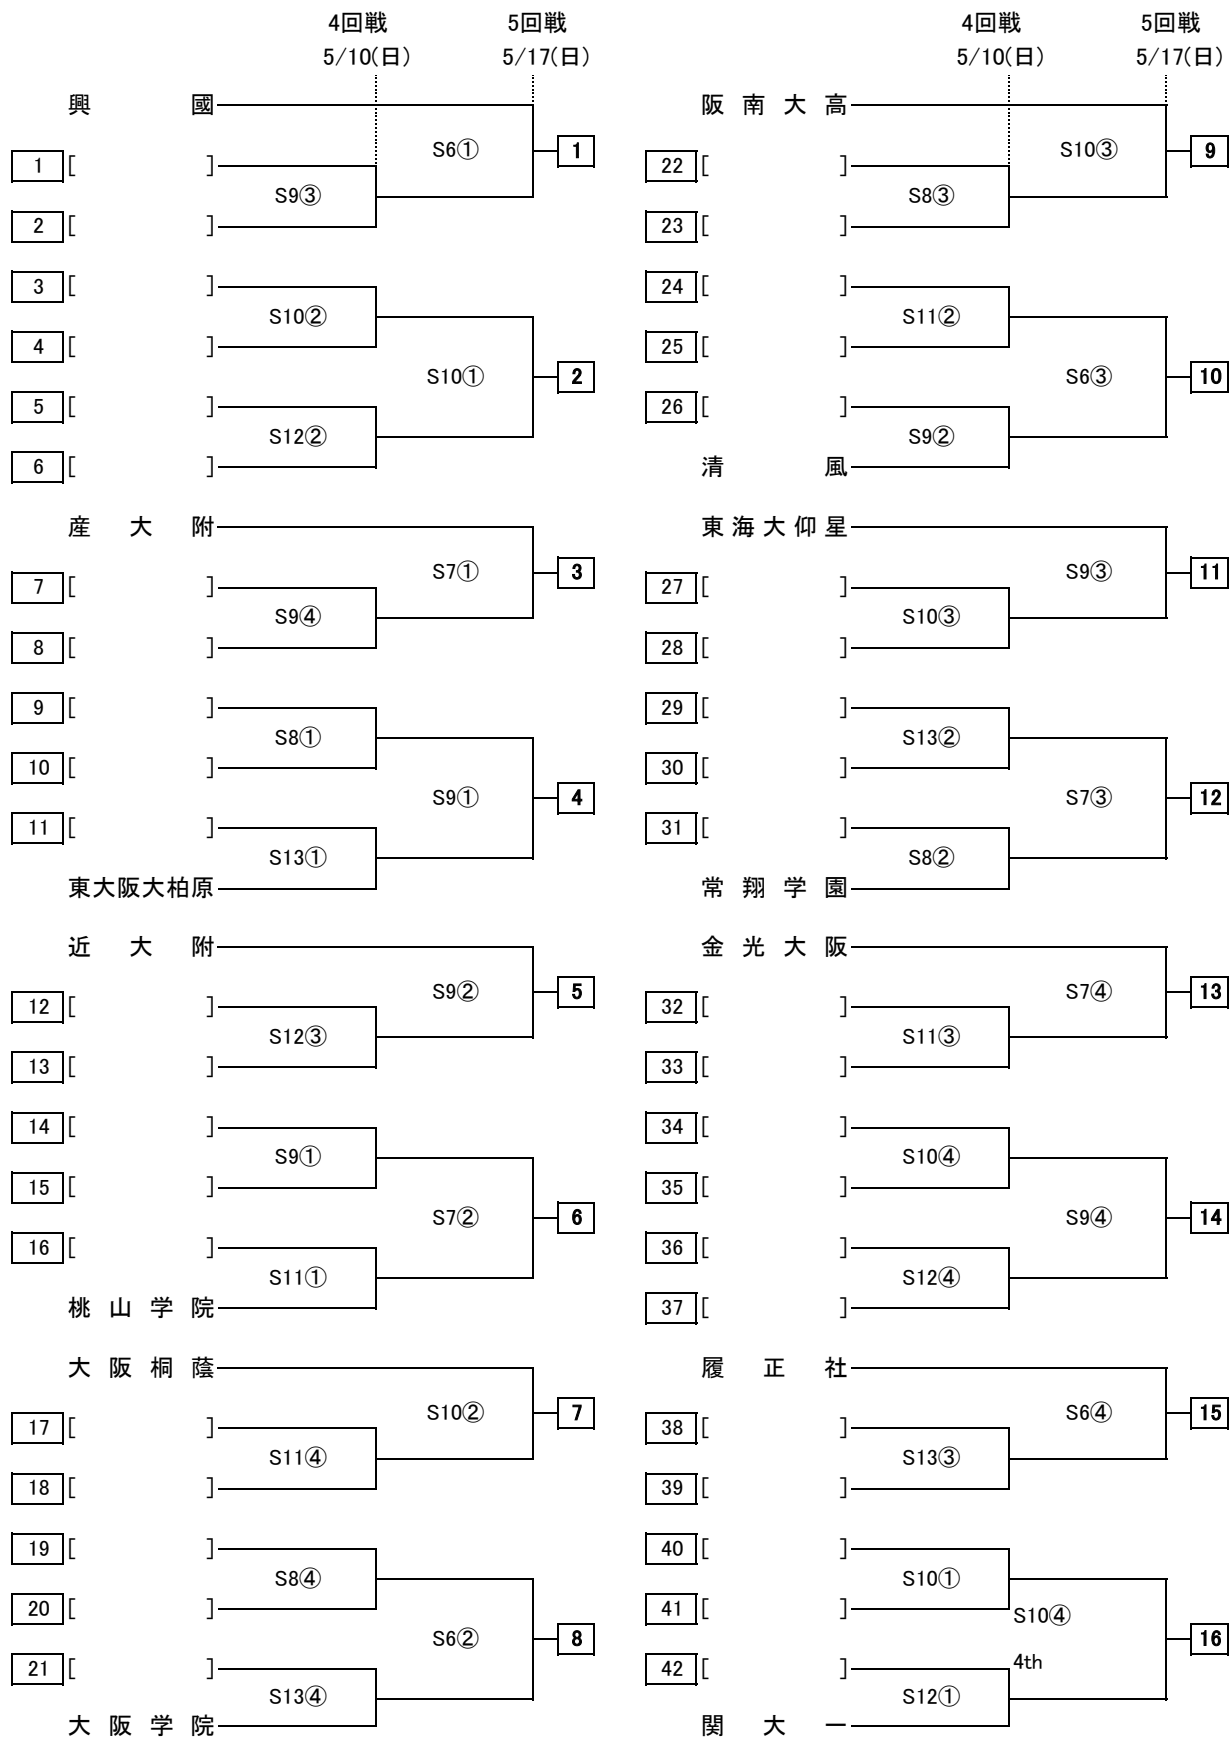 4回戦 5回戦
5/10(日) 5/17(日)
興國
S6① 1
1 [ ]
S9③
2 [ ]
3 [ ]
S10②
4 [ ]
S10① 2
5 [ ]
S12②
6 [ ]
産大附
S7① 3
7 [ ]
S9④
8 [ ]
9 [ ]
S8①
10 [ ]
S9① 4
11 [ ]
S13①
東大阪大柏原
近大附
S9② 5
12 [ ]
S12③
13 [ ]
14 [ ]
S9①
15 [ ]
S7② 6
16 [ ]
S11①
桃山学院
大阪桐蔭
S10② 7
17 [ ]
S11④
18 [ ]
19 [ ]
S8④
20 [ ]
S6② 8
21 [ ]
S13④
大阪学院
4回戦 5回戦
5/10(日) 5/17(日)
阪南大高
S10③ 9
22 [ ]
S8③
23 [ ]
24 [ ]
S11②
25 [ ]
S6③ 10
26 [ ]
S9②
清風
東海大仰星
S9③ 11
27 [ ]
S10③
28 [ ]
29 [ ]
S13②
30 [ ]
S7③ 12
31 [ ]
S8②
常翔学園
金光大阪
S7④ 13
32 [ ]
S11③
33 [ ]
34 [ ]
S10④
35 [ ]
S9④ 14
36 [ ]
S12④
37 [ ]
履正社
S6④ 15
38 [ ]
S13③
39 [ ]
40 [ ]
S10①
41 [ ]
S10④
16
4th
42 [ ]
S12①
関大一